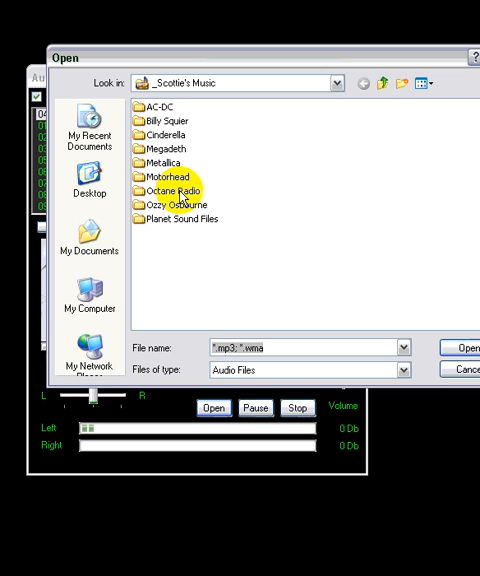 Open
Au
?
Look in: _Scottie's Music
My Recent Documents
Desktop
My Documents
My Computer
My Network
AC-DC
Billy Squier
Cinderella
Megadeth
Metallica
Motorhead
Octane Radio
Ozzy Osbourne
Planet Sound Files
File name: *.mp3; *.wma Open
Files of type: Audio Files Cance
L R
Open Pause Stop Volume
Left 0 Db
Right 0 Db